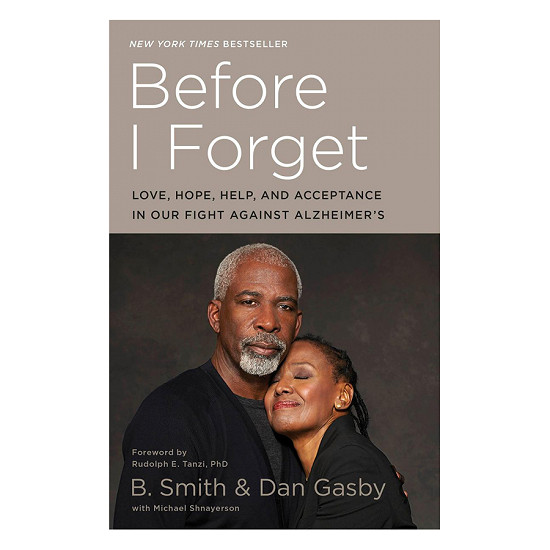 NEW YORK TIMES BESTSELLER
Before
I Forget
LOVE, HOPE, HELP, AND ACCEPTANCE
IN OUR FIGHT AGAINST ALZHEIMER'S
Foreword by
Rudolph E. Tanzi, PhD
B. Smith & Dan Gasby
with Michael Shnayerson